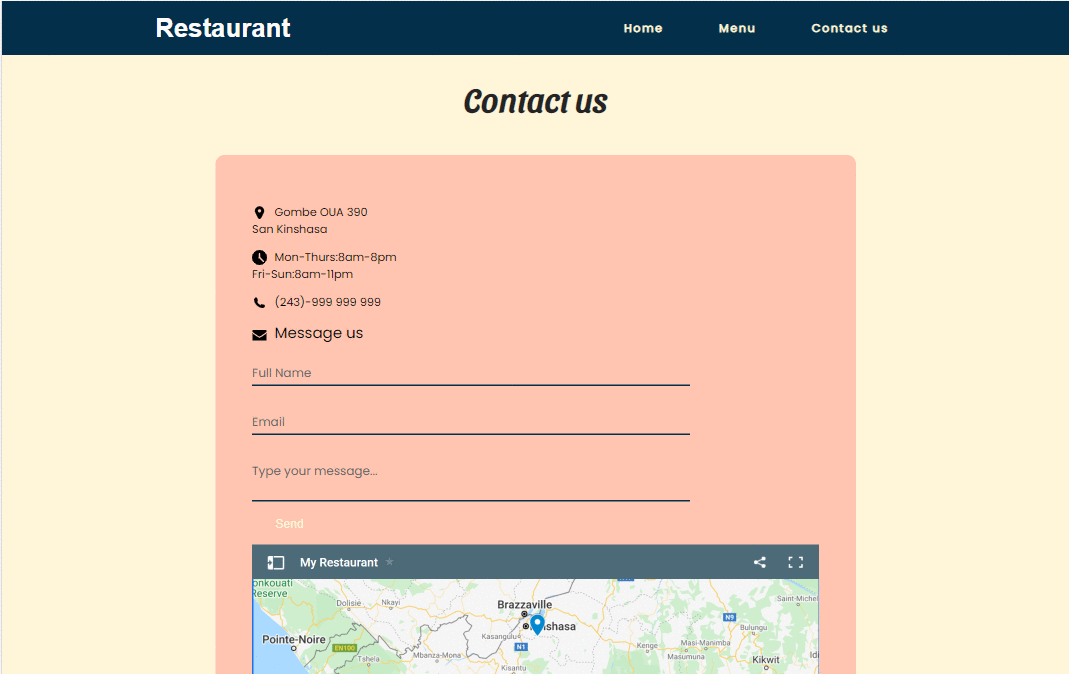 Restaurant
Home
Menu
Contact us
Contact us
Gombe OUA 390
San Kinshasa
Mon-Thurs:8am-8pm
Fri-Sun:8am-11pm
(243)-999 999 999
Message us
Full Name
Email
Type your message...
Send
My Restaurant
onkouati
Reserve
Dolisie
Nkayi
Brazzaville
Saint-Michel
N9
Bulungu
shasa
Kasangulu
Pointe-Noire
EN100
N1
Kenge
Masi-Manimba
Idi
Tshela
Mbanza-Mona
Masumuna
Kikwit
Kisantu